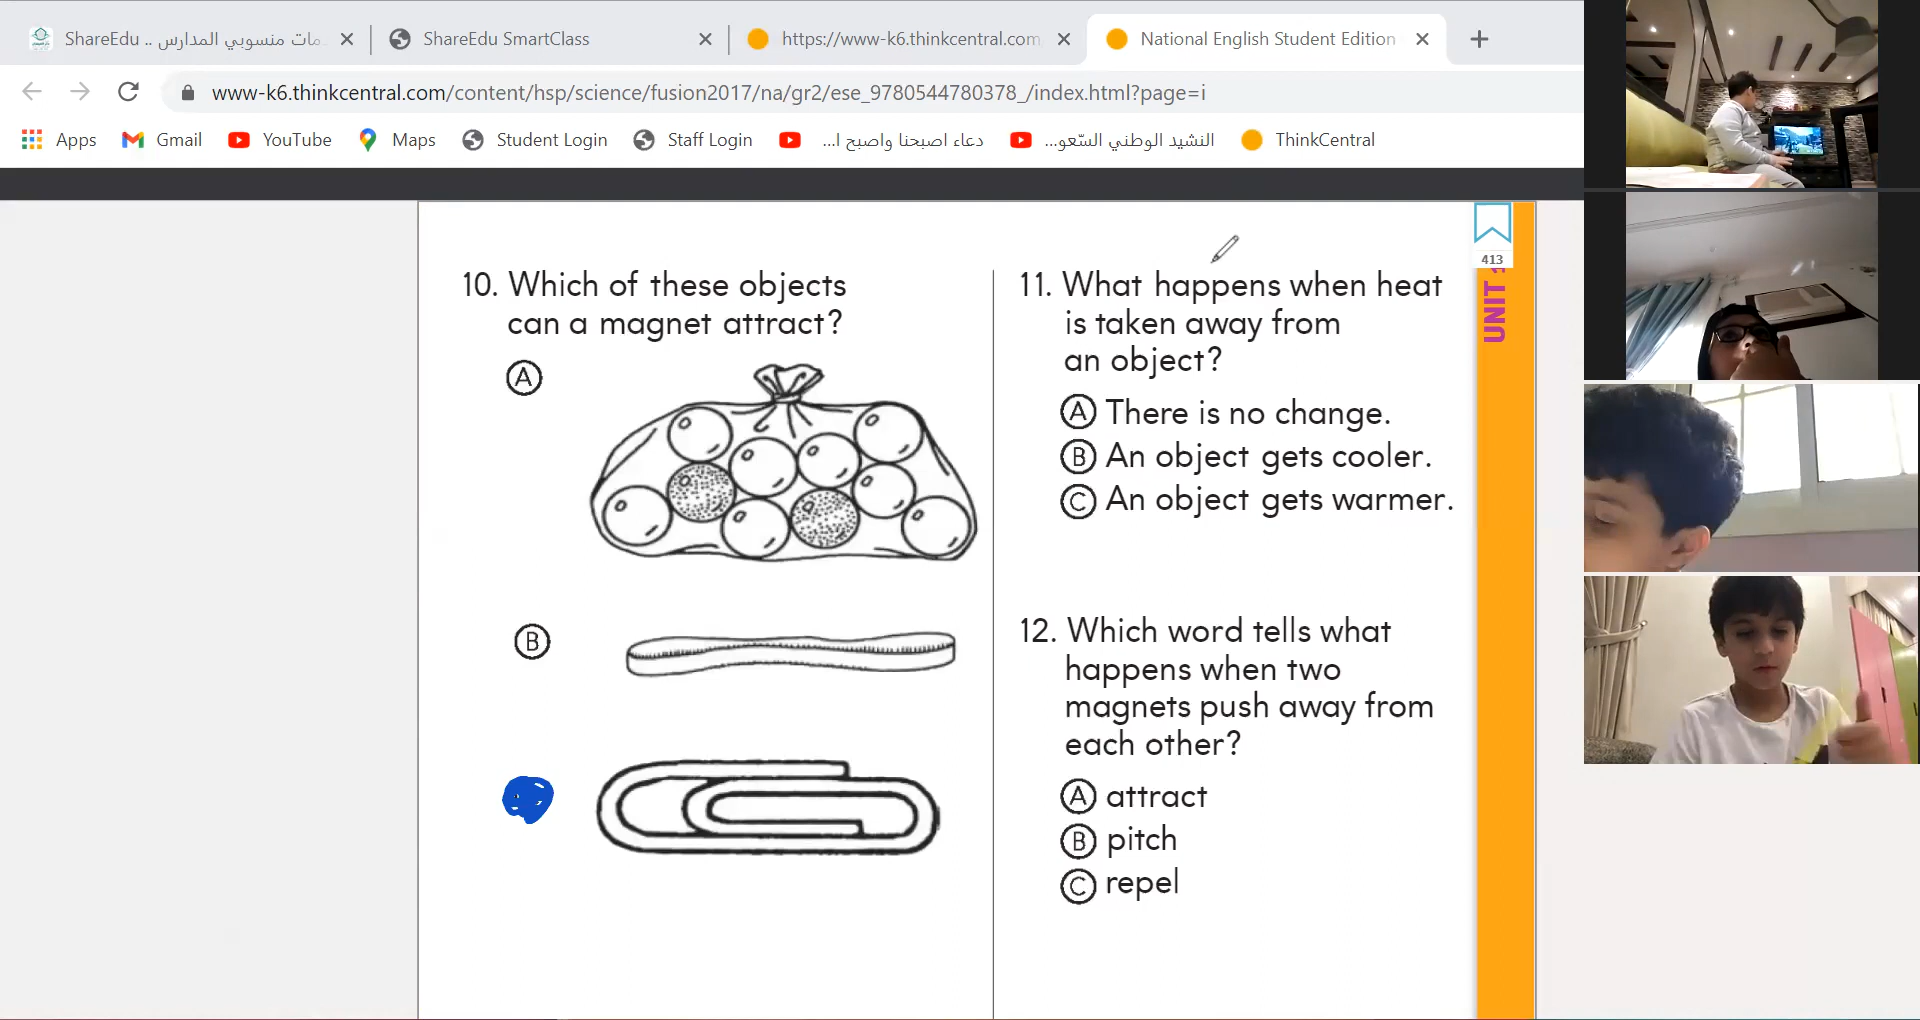 ShareEdu .. مات منسوبي المدارس
ShareEdu SmartClass
https://www-k6.thinkcentral.com
National English Student Edition
www-k6.thinkcentral.com/content/hsp/science/fusion2017/na/gr2/ese_9780544780378_/index.html?page=i
Apps
Gmail
YouTube
Maps
Student Login
Staff Login
دعاء اصبحنا واصبح ا...
النشيد الوطني السّعو...
ThinkCentral
413
UNIT
10. Which of these objects
can a magnet attract?
A
B
11. What happens when heat
is taken away from
an object?
A There is no change.
B An object gets cooler.
C An object gets warmer.
12. Which word tells what
happens when two
magnets push away from
each other?
A attract
B pitch
C repel